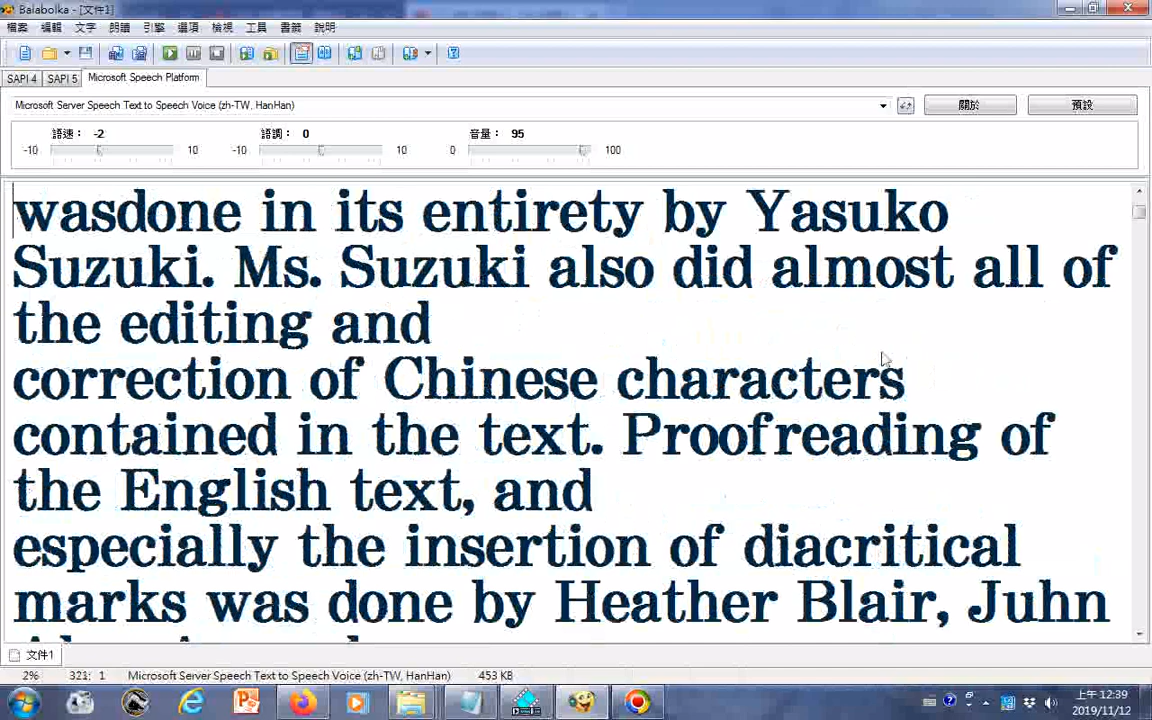 Balabolka - [文件1]
檔案 編輯 文字 朗讀 引擎 選項 檢視 工具 書籤 說明
SAPI 4 SAPI 5 Microsoft Speech Platform
Microsoft Server Speech Text to Speech Voice (zh-TW, HanHan) 關於 預設
語速： -2 語調： 0 音量： 95
-10 10 -10 10 0 100
wasdone in its entirety by Yasuko
Suzuki. Ms. Suzuki also did almost all of
the editing and
correction of Chinese characters
contained in the text. Proofreading of
the English text, and
especially the insertion of diacritical
marks was done by Heather Blair, Juhn
文件1
2% 321: 1 Microsoft Server Speech Text to Speech Voice (zh-TW, HanHan) 453 KB
上午 12:39
2019/11/12